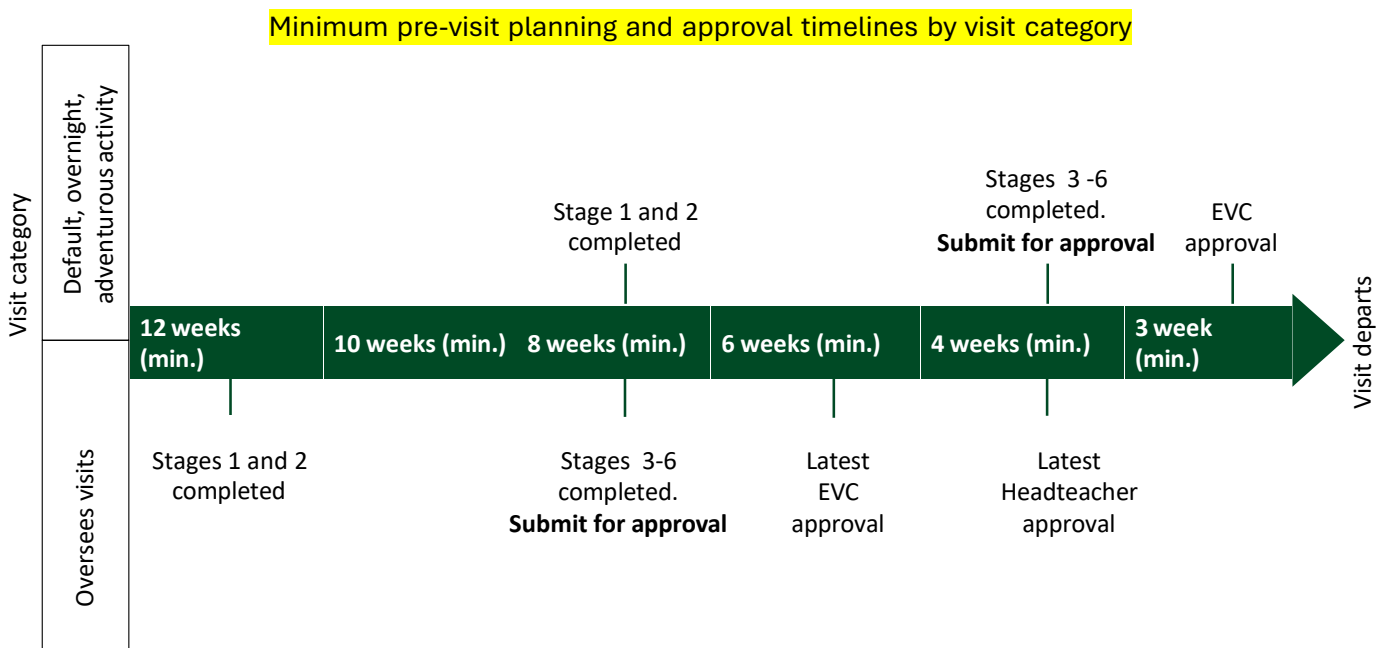 Minimum pre-visit planning and approval timelines by visit category
Visit category
Default, overnight,
adventurous activity
Stage 1 and 2
completed
Stages 3 -6
completed.
Submit for approval
EVC
approval
12 weeks
(min.)
10 weeks (min.)
8 weeks (min.)
6 weeks (min.)
4 weeks (min.)
3 week
(min.)
Visit departs
Oversees visits
Stages 1 and 2
completed
Stages 3-6
completed.
Submit for approval
Latest
EVC
approval
Latest
Headteacher
approval